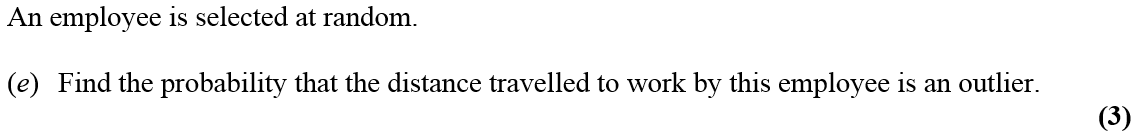 An employee is selected at random.
(e) Find the probability that the distance travelled to work by this employee is an outlier.
(3)